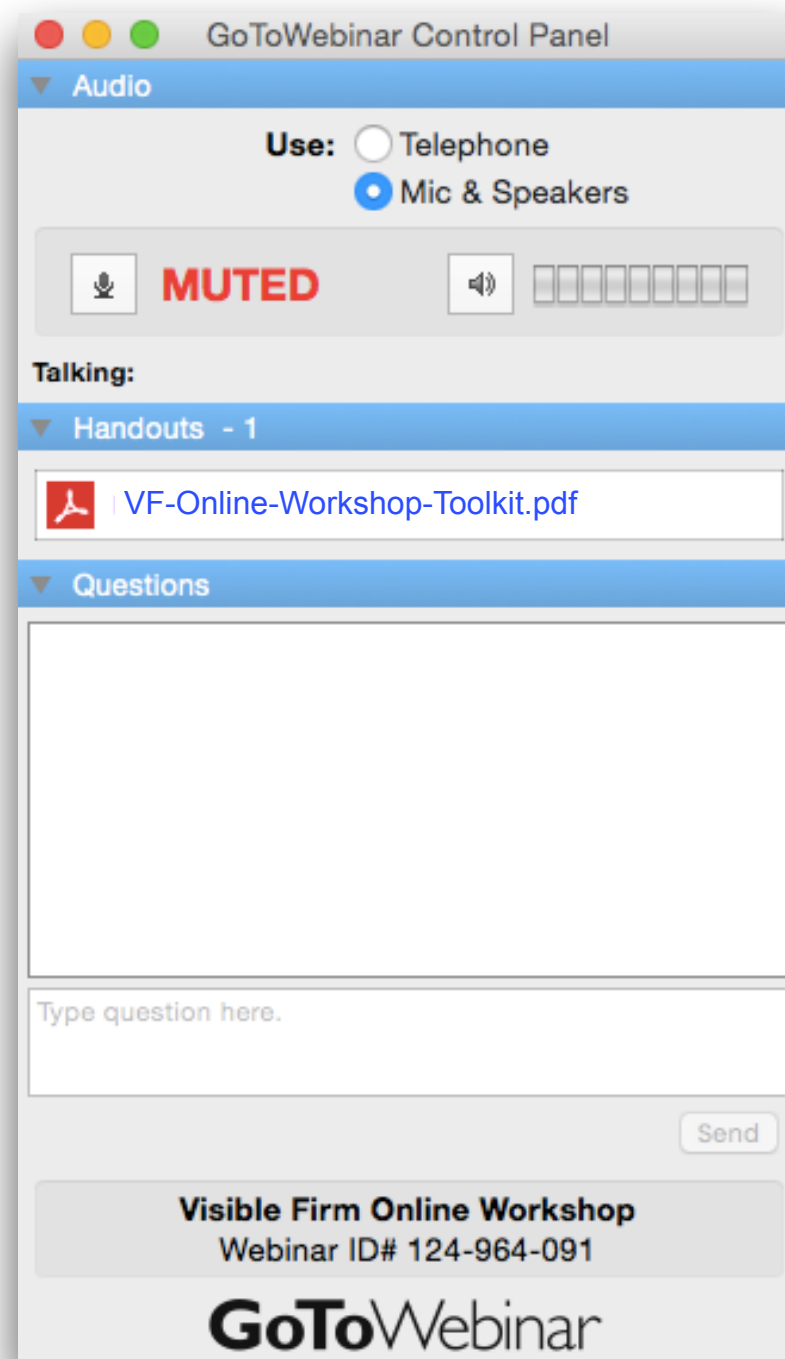 GoToWebinar Control Panel
Audio
Use: Telephone
Mic & Speakers
MUTED
Talking:
Handouts - 1
VF-Online-Workshop-Toolkit.pdf
Questions
Type question here.
Send
Visible Firm Online Workshop
Webinar ID# 124-964-091
GoToWebinar